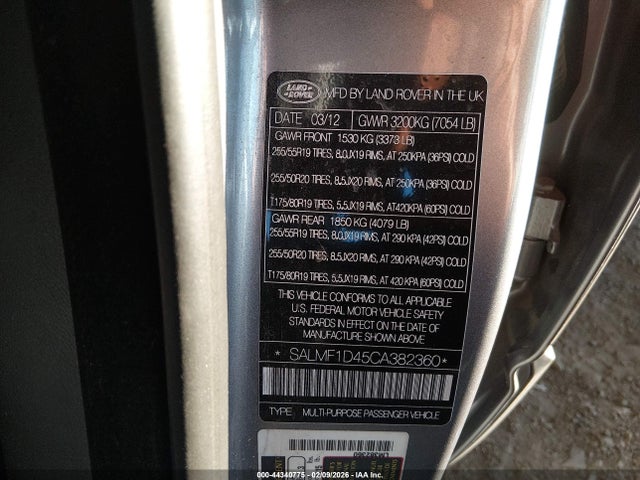 LAND-
ROVER
MFD BY LAND ROVER IN THE UK
DATE 03/12 GVWR 3200KG (7054 LB)
GAWR FRONT 1530 KG (3373 LB)
255/55R19 TIRES, 8.0JX19 RIMS, AT 250KPA (36PSI) COLD
255/50R20 TIRES, 8.5JX20 RIMS, AT 250KPA (36PSI) COLD
T175/80R19 TIRES, 5.5JX19 RIMS, AT420KPA (60PSI) COLD
GAWR REAR 1850 KG (4079 LB)
255/55R19 TIRES, 8.0JX19 RIMS, AT 290 KPA (42PSI) COLD
255/50R20 TIRES, 8.5JX20 RIMS, AT 290 KPA (42PSI) COLD
T175/80R19 TIRES, 5.5JX19 RIMS, AT 420 KPA (60PSI) COLD
THIS VEHICLE CONFORMS TO ALL APPLICABLE
U.S. FEDERAL MOTOR VEHICLE SAFETY
STANDARDS IN EFFECT ON THE DATE OF
MANUFACTURE SHOWN ABOVE
* SALMF1D45CA382360 *
TYPE MULTI-PURPOSE PASSENGER VEHICLE
CA382360
000-44340775 - 02/09/2026 - IAA Inc.